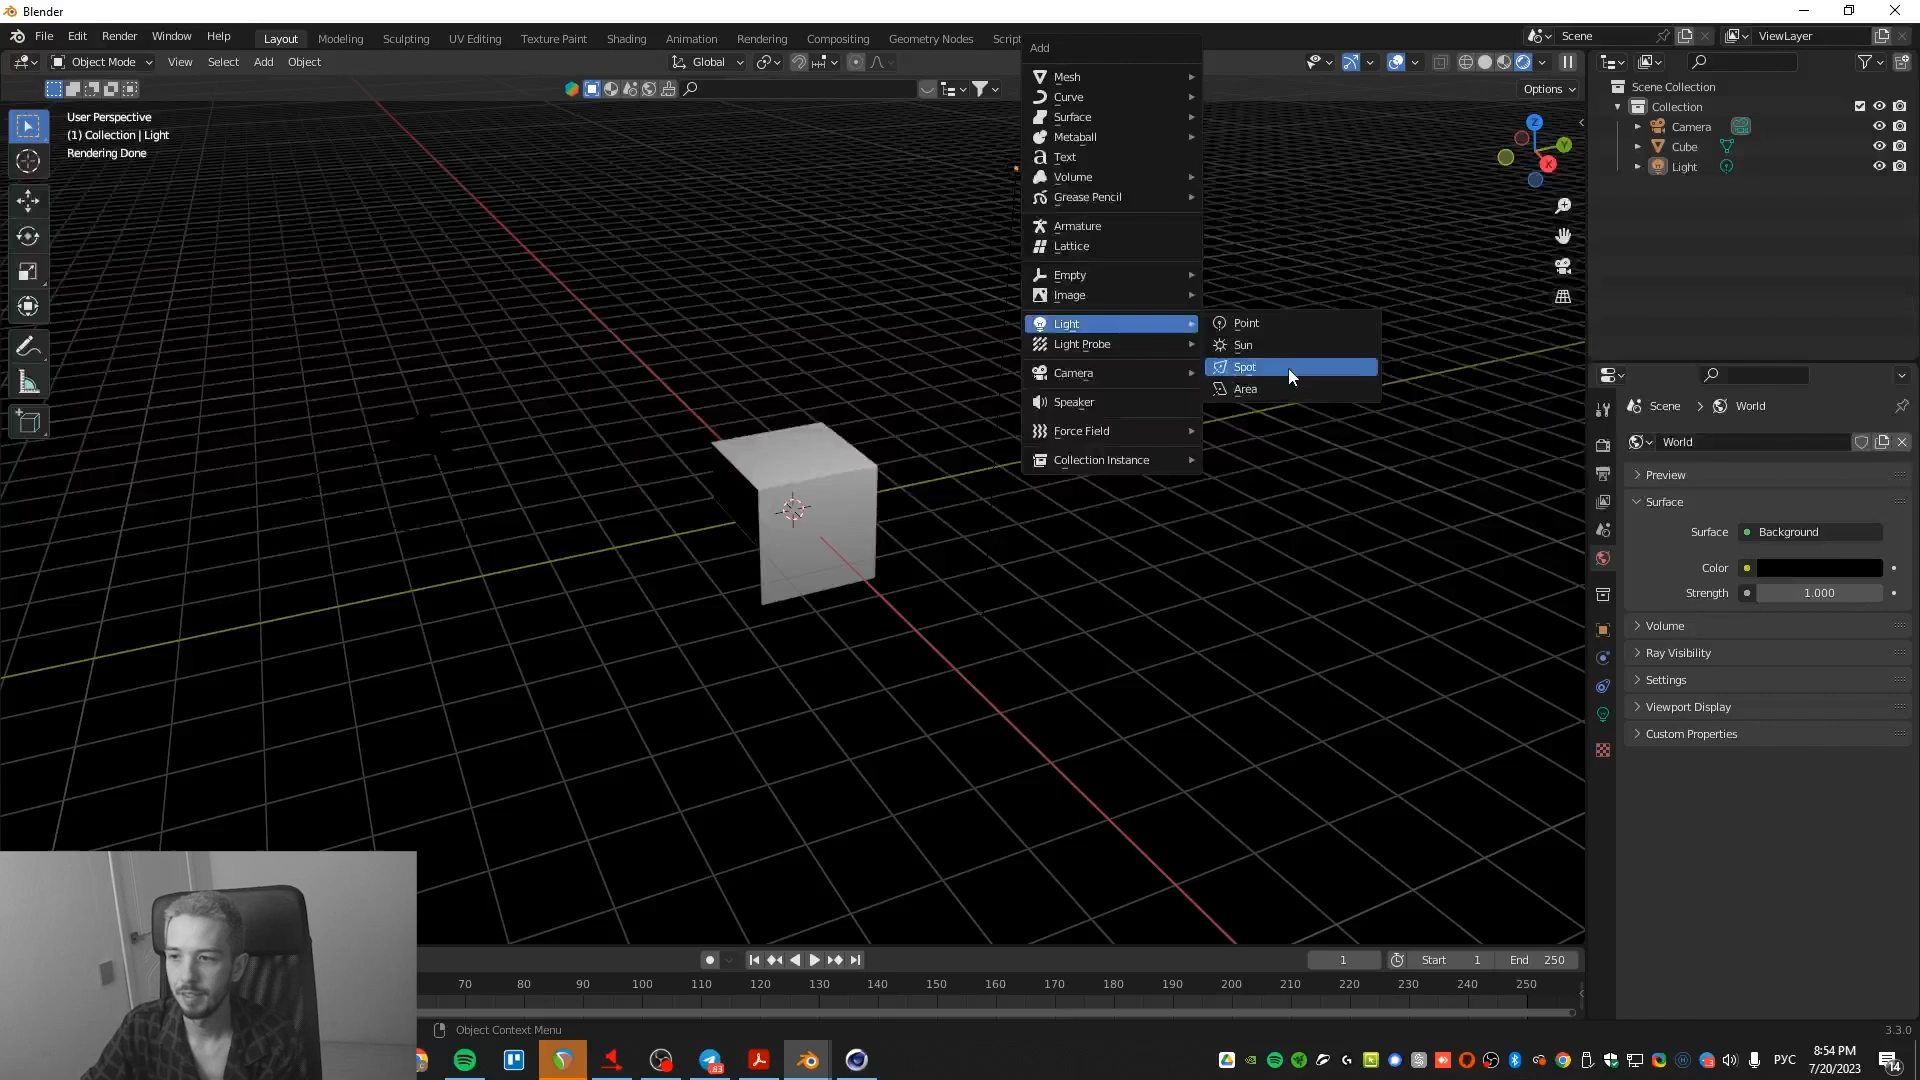 Blender
File Edit Render Window Help
Layout Modeling Sculpting UV Editing Texture Paint Shading Animation Rendering Compositing Geometry Nodes Script
Scene
ViewLayer
Object Mode View Select Add Object
Global
Options
User Perspective
(1) Collection | Light
Rendering Done
Add
Mesh
Curve
Surface
Metaball
Text
Volume
Grease Pencil
Armature
Lattice
Empty
Image
Light
Light Probe
Camera
Speaker
Force Field
Collection Instance
Point
Sun
Spot
Area
Z
Y
X
Scene Collection
Collection
Camera
Cube
Light
Scene > World
World
Preview
Surface
Surface Background
Color
Strength 1.000
Volume
Ray Visibility
Settings
Viewport Display
Custom Properties
1 Start 1 End 250
70 80 90 100 110 120 130 140 150 160 170 180 190 200 210 220 230 240 250
Object Context Menu
3.3.0
83
РУС
8:54 PM
7/20/2023
14